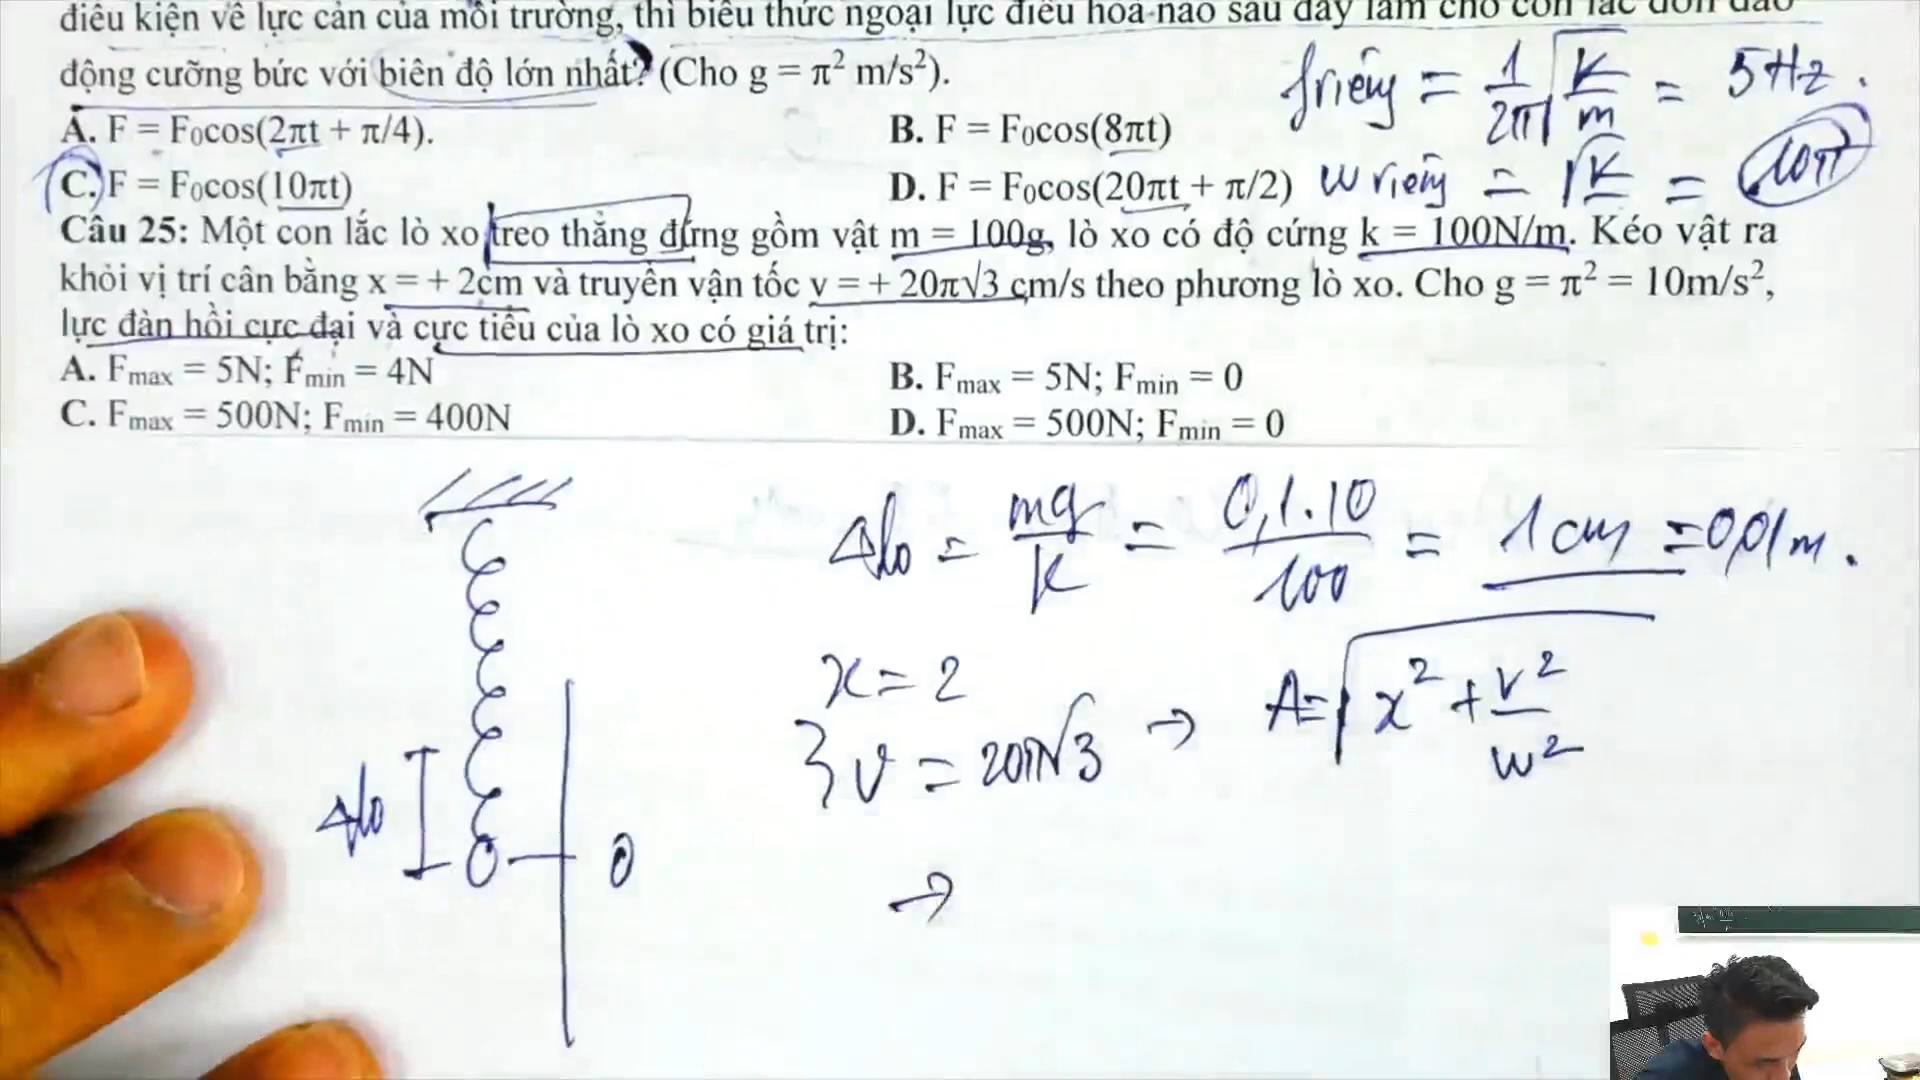 điều kiện về lực cản của môi trường, thì biểu thức ngoại lực điều hoà nào sau đây làm cho con lắc đơn dao
động cưỡng bức với biên độ lớn nhất? (Cho g = π² m/s²).
A. F = F₀cos(2πt + π/4).
B. F = F₀cos(8πt)
C. F = F₀cos(10πt)
D. F = F₀cos(20πt + π/2)
f riêng = 1/2π √K/m = 5Hz.
ω riêng = √K/m = 10π
Câu 25: Một con lắc lò xo treo thẳng đứng gồm vật m = 100g, lò xo có độ cứng k = 100N/m. Kéo vật ra
khỏi vị trí cân bằng x = + 2cm và truyền vận tốc v = + 20π√3 cm/s theo phương lò xo. Cho g = π² = 10m/s²,
lực đàn hồi cực đại và cực tiểu của lò xo có giá trị:
A. Fmax = 5N; Fmin = 4N
B. Fmax = 5N; Fmin = 0
C. Fmax = 500N; Fmin = 400N
D. Fmax = 500N; Fmin = 0
Δl₀ = mg/K = 0,1.10/100 = 1cm = 0,01m.
x = 2
v = 20π√3 → A = √x² + v²/ω²
Δl₀
O
→